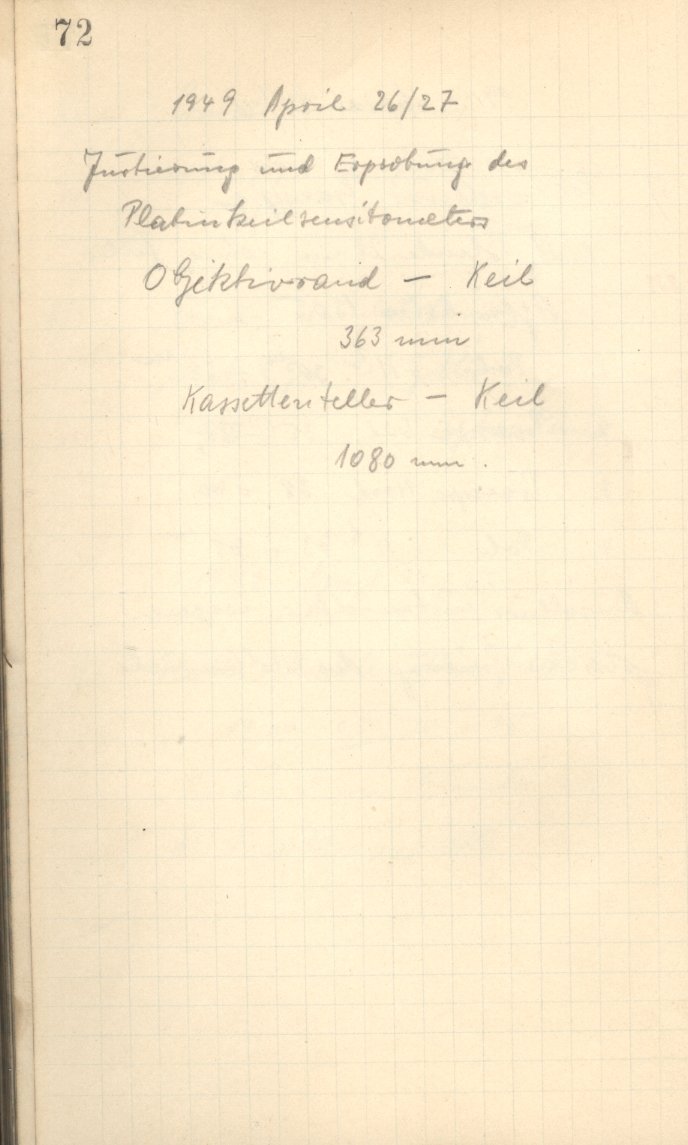 72
1949 April 26/27
Justierung und Erprobung des
Platinkeilsensitometers
Objektivrand – Keil
363 mm
Kassettenteller – Keil
1080 mm.